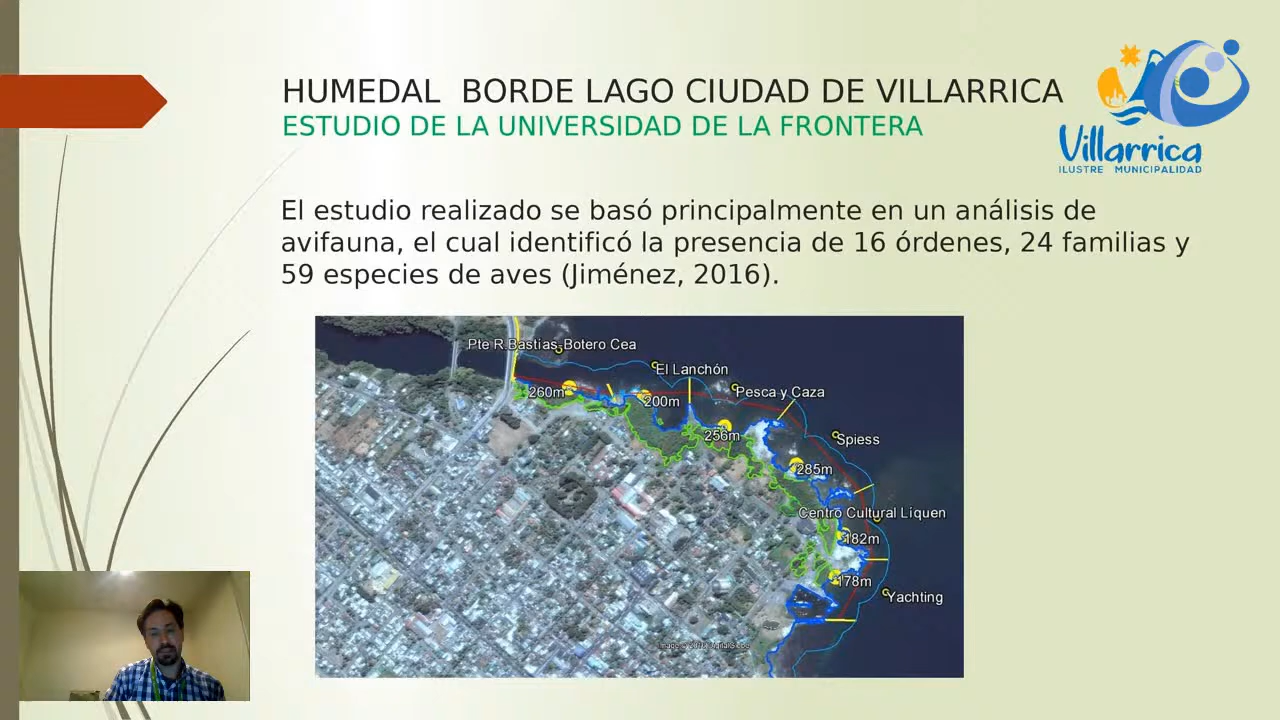 HUMEDAL  BORDE LAGO CIUDAD DE VILLARRICA
ESTUDIO DE LA UNIVERSIDAD DE LA FRONTERA
Villarrica
ILUSTRE MUNICIPALIDAD
El estudio realizado se basó principalmente en un análisis de
avifauna, el cual identificó la presencia de 16 órdenes, 24 familias y
59 especies de aves (Jiménez, 2016).
Pte R Bastías Botero Cea
El Lanchón
260m
200m
Pesca y Caza
256m
Spiess
285m
Centro Cultural Liquen
182m
178m
Yachting